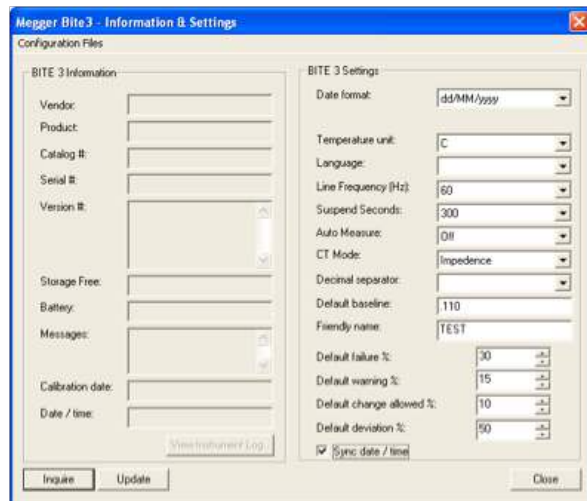 Megger Bite3 - Information & Settings
Configuration Files
BITE 3 Information
Vendor:
Product:
Catalog #:
Serial #:
Version #:
Storage Free:
Battery:
Messages:
Calibration date:
Date / time:
View Instrument Log...
Inquire
Update
BITE 3 Settings
Date format: dd/MM/yyyy
Temperature unit: C
Language:
Line Frequency (Hz): 60
Suspend Seconds: 300
Auto Measure: Off
CT Mode: Impedence
Decimal separator:
Default baseline: .110
Friendly name: TEST
Default failure %: 30
Default warning %: 15
Default change allowed %: 10
Default deviation %: 50
Sync date / time
Close